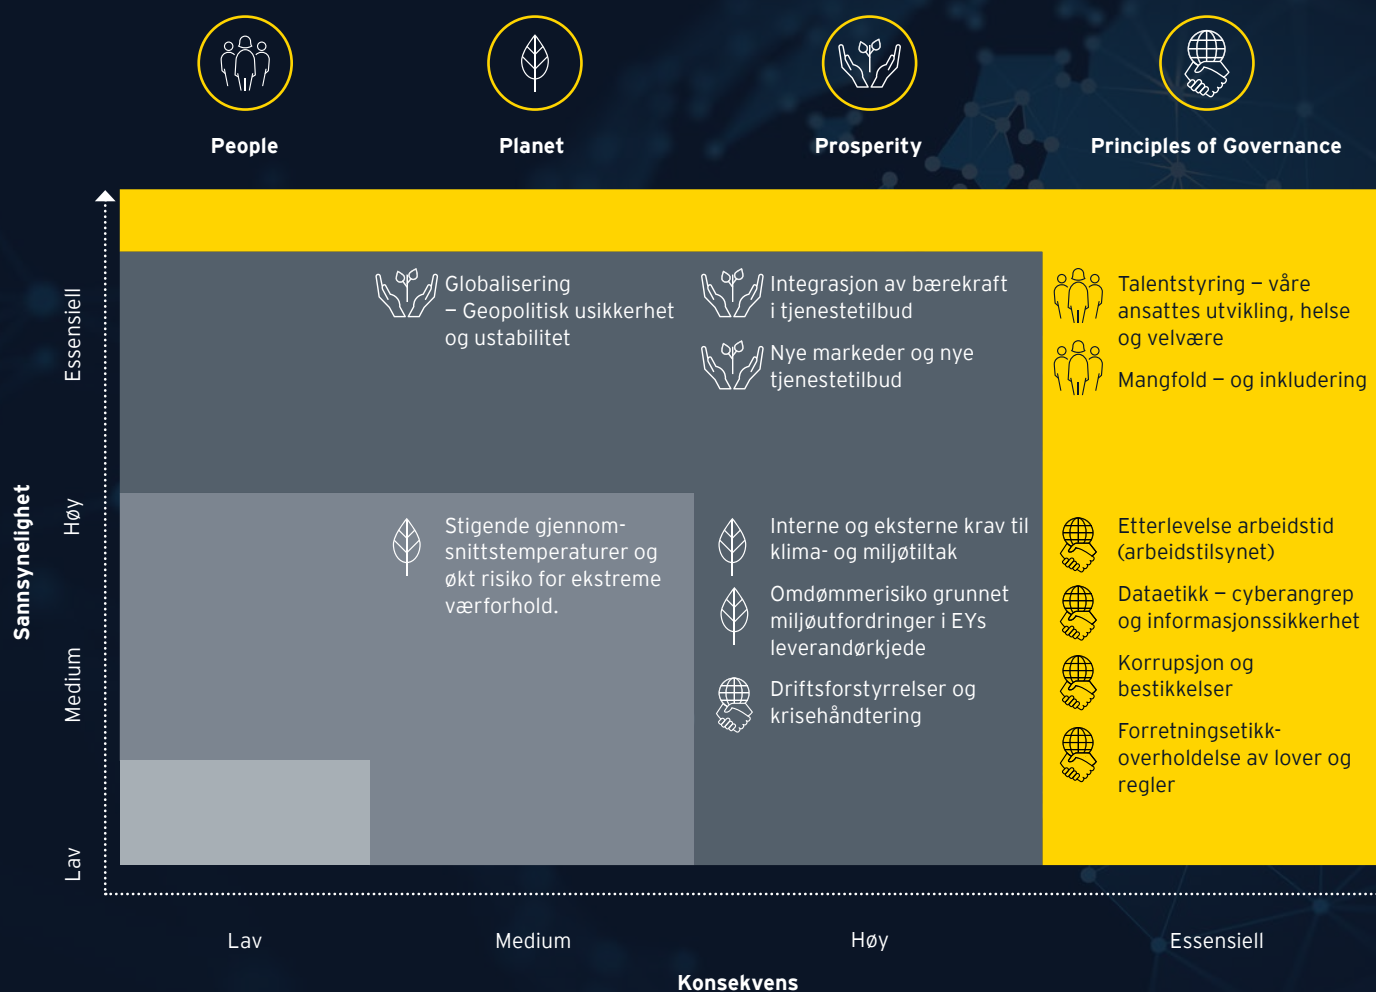 People
Planet
Prosperity
Principles of Governance
Sannsynelighet
Essensiell
Høy
Medium
Lav
Globalisering
– Geopolitisk usikkerhet
og ustabilitet
Integrasjon av bærekraft
i tjenestetilbud
Nye markeder og nye
tjenestetilbud
Talentstyring – våre
ansattes utvikling, helse
og velvære
Mangfold – og inkludering
Stigende gjennom-
snittstemperaturer og
økt risiko for ekstreme
værforhold.
Interne og eksterne krav til
klima- og miljøtiltak
Omdømmerisiko grunnet
miljøutfordringer i EYs
leverandørkjede
Driftsforstyrrelser og
krisehåndtering
Etterlevelse arbeidstid
(arbeidstilsynet)
Dataetikk – cyberangrep
og informasjonssikkerhet
Korrupsjon og
bestikkelser
Forretningsetikk-
overholdelse av lover og
regler
Lav
Medium
Høy
Essensiell
Konsekvens